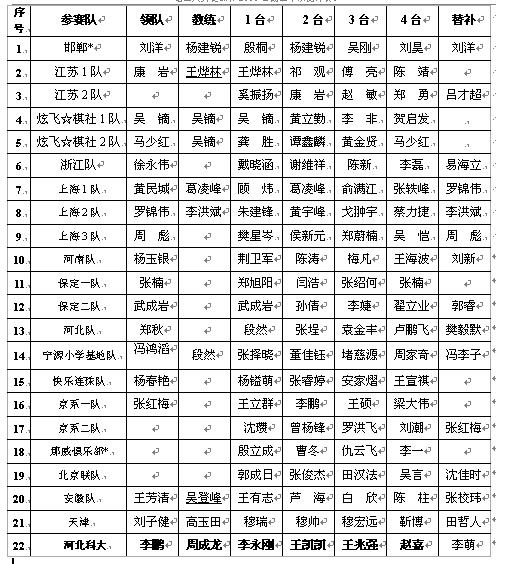 序号 参赛队 领队 教练 1 台 2 台 3 台 4 台 替补
1 邯郸* 刘洋 杨建锐 殷桐 杨建锐 吴刚 刘昊 刘洋
2 江苏 1 队 康 岩 王烨林 王烨林 祁 观 傅 亮 陈 靖
3 江苏 2 队 奚振扬 康 岩 赵 敏 郑 勇 吕才超
4 炫飞☆棋社 1 队 吴 镝 吴镝 吴 镝 黄立勤 李 非 贺启发
5 炫飞☆棋社 2 队 马少红 吴镝 龚 胜 谭鑫麟 黄金贤 马少红
6 浙江队 徐永伟 戴晓涵 谢维祥 陈新 李磊 易海立
7 上海 1 队 黄民城 葛凌峰 顾 炜 葛凌峰 俞满江 张铁峰 罗锦伟
8 上海 2 队 罗锦伟 李洪斌 朱建锋 黄宇峰 戈翀宇 蔡力捷 李洪斌
9 上海 3 队 周 彪 樊星岑 侯新元 郑蔚楠 吴 恺 周 彪
10 河南队 杨玉银 荆卫军 陈涛 梅凡 王海波 刘新
11 保定一队 张楠 郑旭阳 闫浩 张绍何 张楠
12 保定二队 武成岩 武成岩 孙倩 李婕 翟立业 郭睿
13 河北队 郑秋 段然 张堤 袁金丰 卢鹏飞 樊毅默
14 宁源小学基地队 冯鸿滔 段然 张择晓 董佳钰 堵慈源 周家奇 冯李子
15 快乐连珠队 杨春艳 杨镒萌 张睿婷 安家熠 王宣祺
16 京系一队 张红梅 王立群 李鹏 王硕 梁大伟
17 京系二队 沈瓒 曾杨锋 罗洪飞 刘潮 张红梅
18 挪威俱乐部* 殷立成 曹冬 仇云飞 李一
19 北京联队 郭成日 张俊杰 田汉法 吴言 沈佳时
20 安徽队 王芳清 吴登峰 王有志 芦 海 白 欣 陈 柱 张校玮
21 天津 刘子健 高玉田 穆瑞 穆帅 穆宏远 靳博 田哲人
22 河北科大 李鹏 周成龙 李永刚 王凯凯 王兆强 赵嘉 李萌